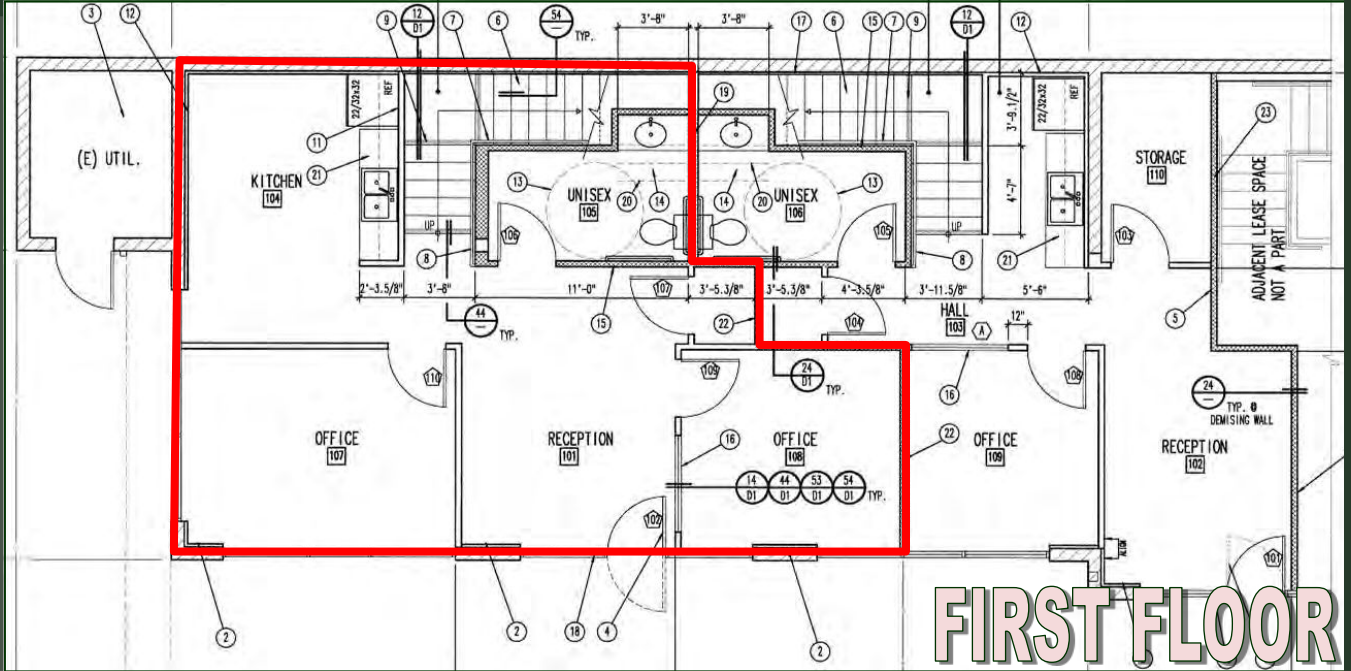 3
12
9
12
D1
7
6
54
—
TYP.
3'-8"
3'-8"
6
17
15
7
9
12
D1
12
22/32x32
REF
11
19
22/32x32
REF
3'-9.1/2"
23
(E) UTIL.
KITCHEN
104
21
13
UNISEX
105
20
14
14
20
UNISEX
106
13
4'-7"
STORAGE
110
ADJACENT LEASE SPACE
NOT A PART
UP
106
105
UP
103
8
8
21
2'-3.5/8"
3'-6"
11'-0"
3'-5.3/8"
3'-5.3/8"
4'-3.5/8"
3'-11.5/8"
5'-6"
107
44
—
TYP.
15
22
104
HALL
103
A
12"
5
110
109
24
D1
TYP.
16
108
24
—
TYP. @
DEMISING WALL
OFFICE
107
RECEPTION
101
16
OFFICE
108
22
OFFICE
109
RECEPTION
102
14
D1
44
D1
53
D1
54
D1
TYP.
102
ALIGN
101
2
2
18
4
2
FIRST FLOOR